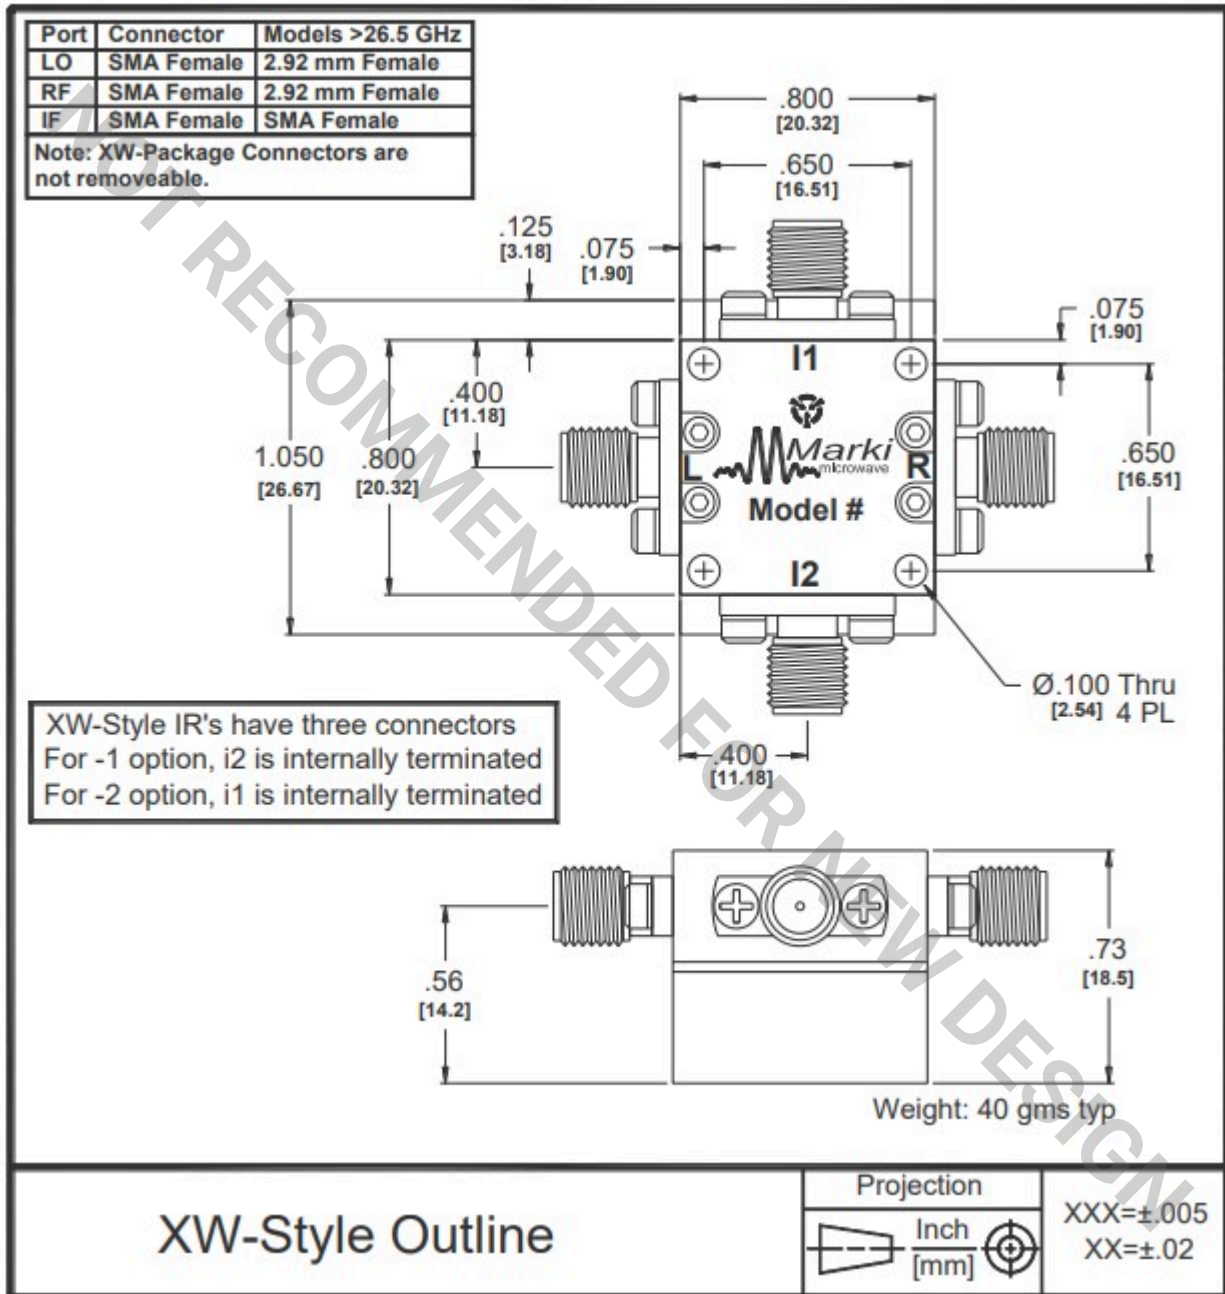 Port Connector Models >26.5 GHz
LO SMA Female 2.92 mm Female
RF SMA Female 2.92 mm Female
IF SMA Female SMA Female
Note: XW-Package Connectors are
not removeable.
.800
[20.32]
.650
[16.51]
.125
[3.18]
.075
[1.90]
.075
[1.90]
I1
.400
[11.18]
1.050
[26.67]
.800
[20.32]
L
Marki
microwave
R
Model #
.650
[16.51]
I2
Ø.100 Thru
[2.54] 4 PL
.400
[11.18]
XW-Style IR's have three connectors
For -1 option, i2 is internally terminated
For -2 option, i1 is internally terminated
.56
[14.2]
.73
[18.5]
Weight: 40 gms typ
XW-Style Outline
Projection
Inch
[mm]
XXX=±.005
XX=±.02
NOT RECOMMENDED FOR NEW DESIGN